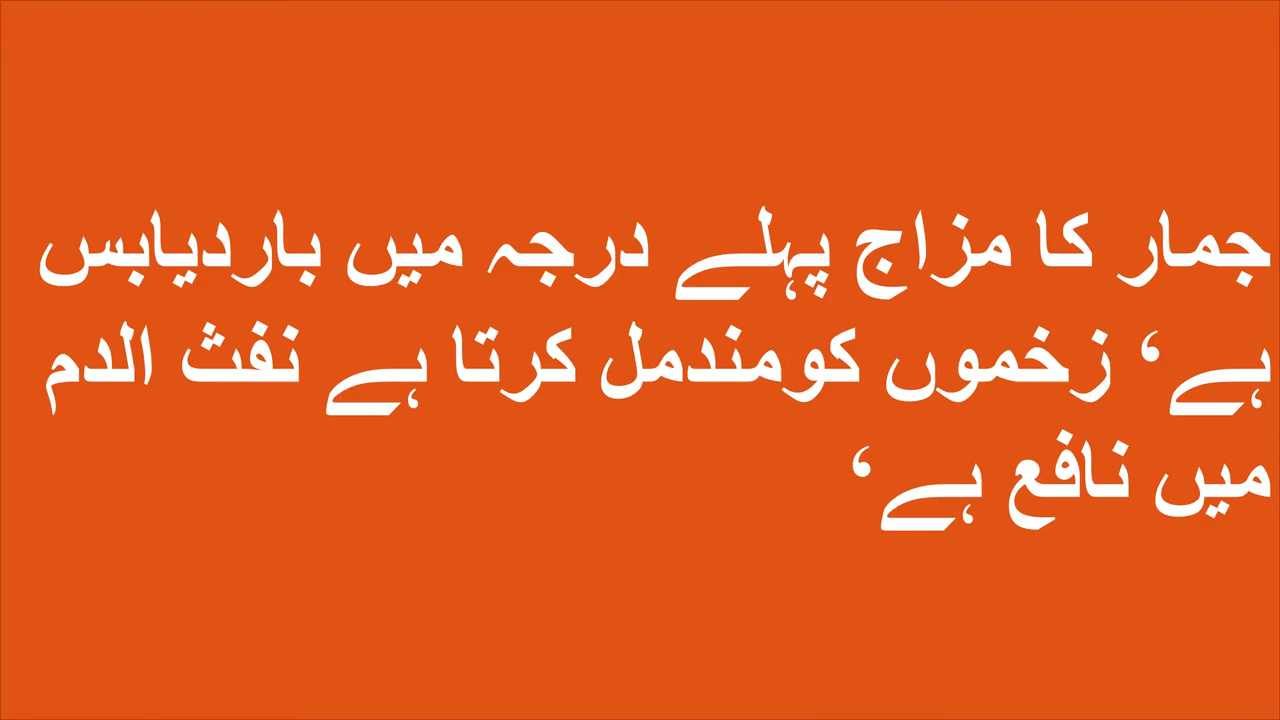 جمار کا مزاج پہلے درجہ میں باردیابس
ہے‘ زخموں کومندمل کرتا ہے نفث الدم
میں نافع ہے‘